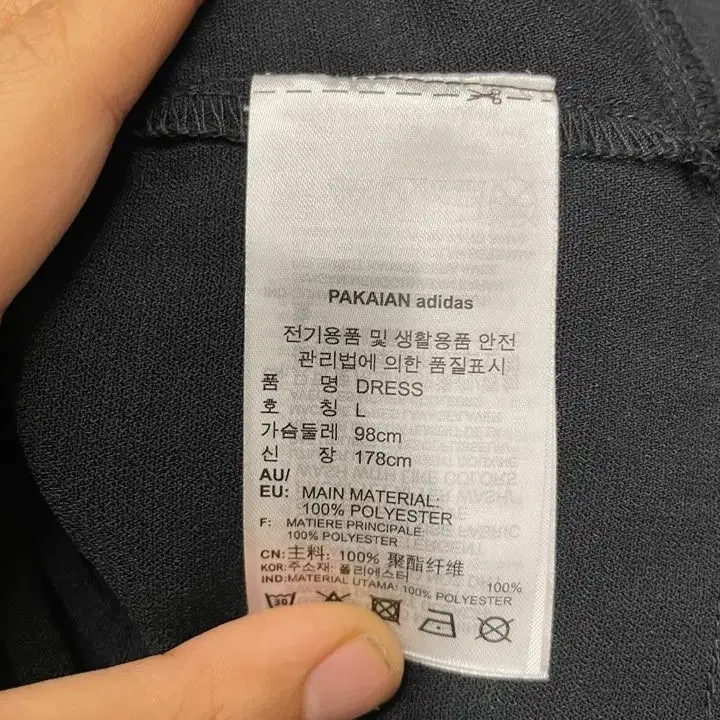 PAKAIAN adidas
전기용품 및 생활용품 안전
관리법에 의한 품질표시
품 명 DRESS
호 칭 L
가슴둘레 98cm
신 장 178cm
AU/
EU: MAIN MATERIAL:
100% POLYESTER
F: MATIERE PRINCIPALE:
100% POLYESTER
CN:主料: 100% 聚酯纤维
KOR:주소재: 폴리에스터 100%
IND:MATERIAL UTAMA: 100% POLYESTER
30